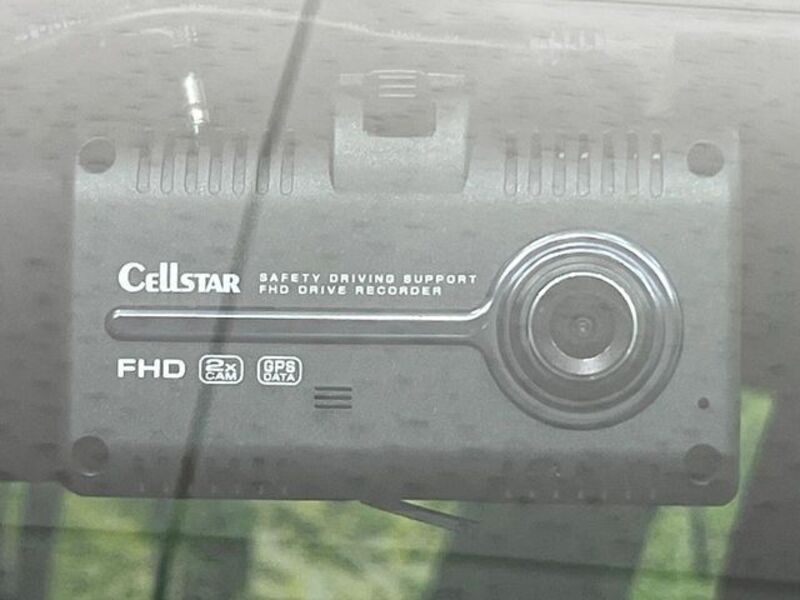 CELLSTAR
SAFETY DRIVING SUPPORT
FHD DRIVE RECORDER
FHD
2x
CAM
GPS
DATA